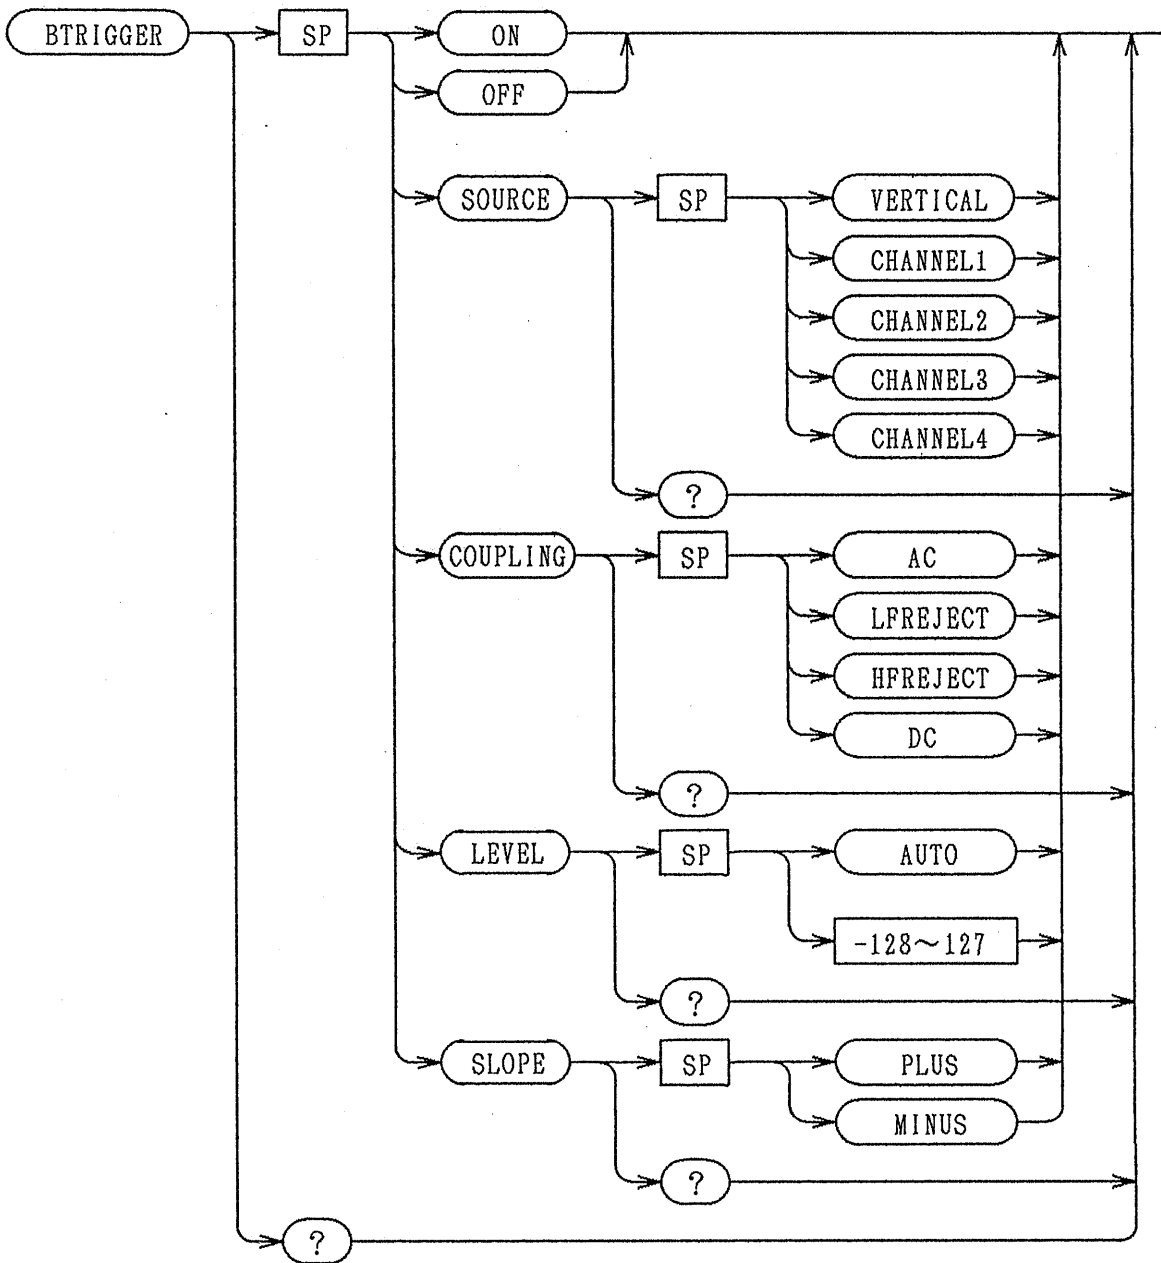 BTRIGGER SP ON
OFF
SOURCE SP VERTICAL
CHANNEL1
CHANNEL2
CHANNEL3
CHANNEL4
?
COUPLING SP AC
LFREJECT
HFREJECT
DC
?
LEVEL SP AUTO
-128～127
?
SLOPE SP PLUS
MINUS
?
?